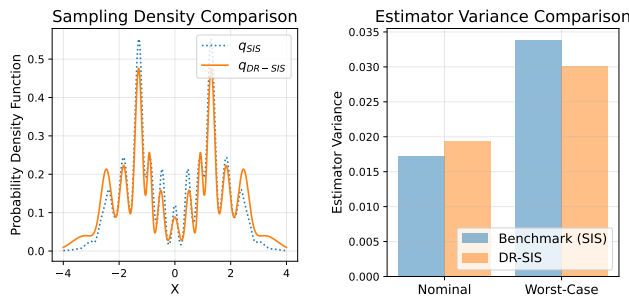 Sampling Density Comparison
Probability Density Function
0.5
0.4
0.3
0.2
0.1
0.0
−4
−2
0
2
4
X
q_SIS
q_DR−SIS
Estimator Variance Comparison
Estimator Variance
0.035
0.030
0.025
0.020
0.015
0.010
0.005
0.000
Nominal
Worst-Case
Benchmark (SIS)
DR-SIS